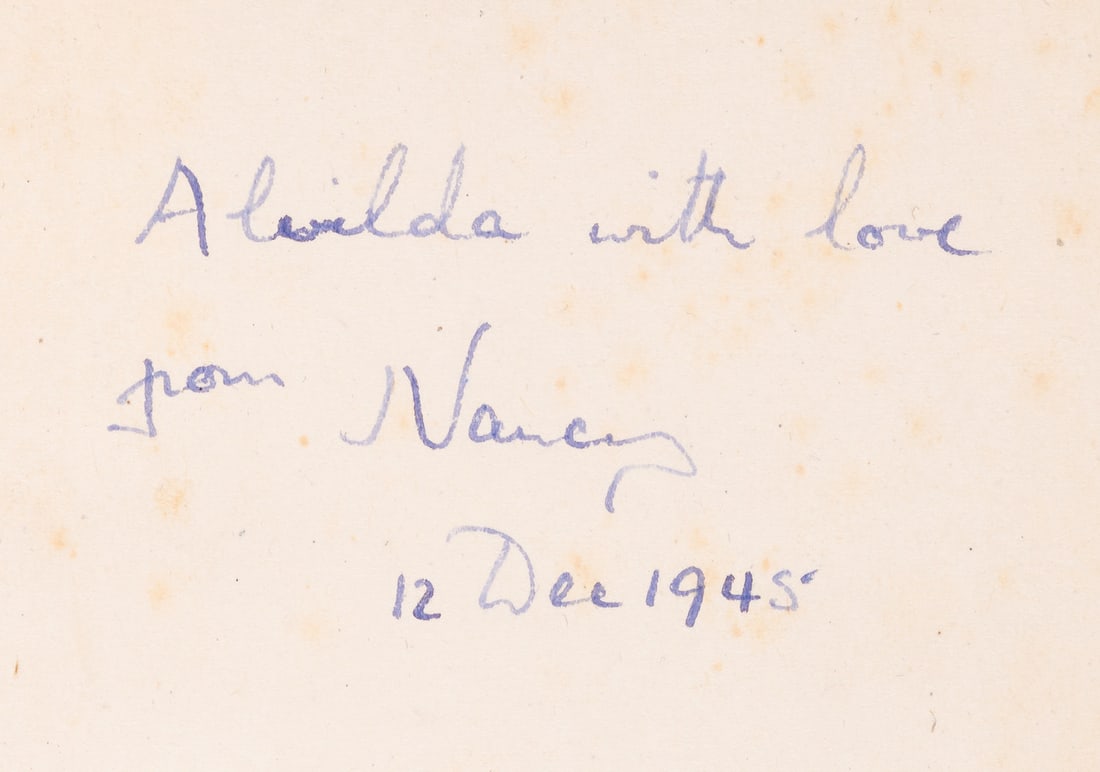 Alvilda with love
from Nancy
12 Dec 1945